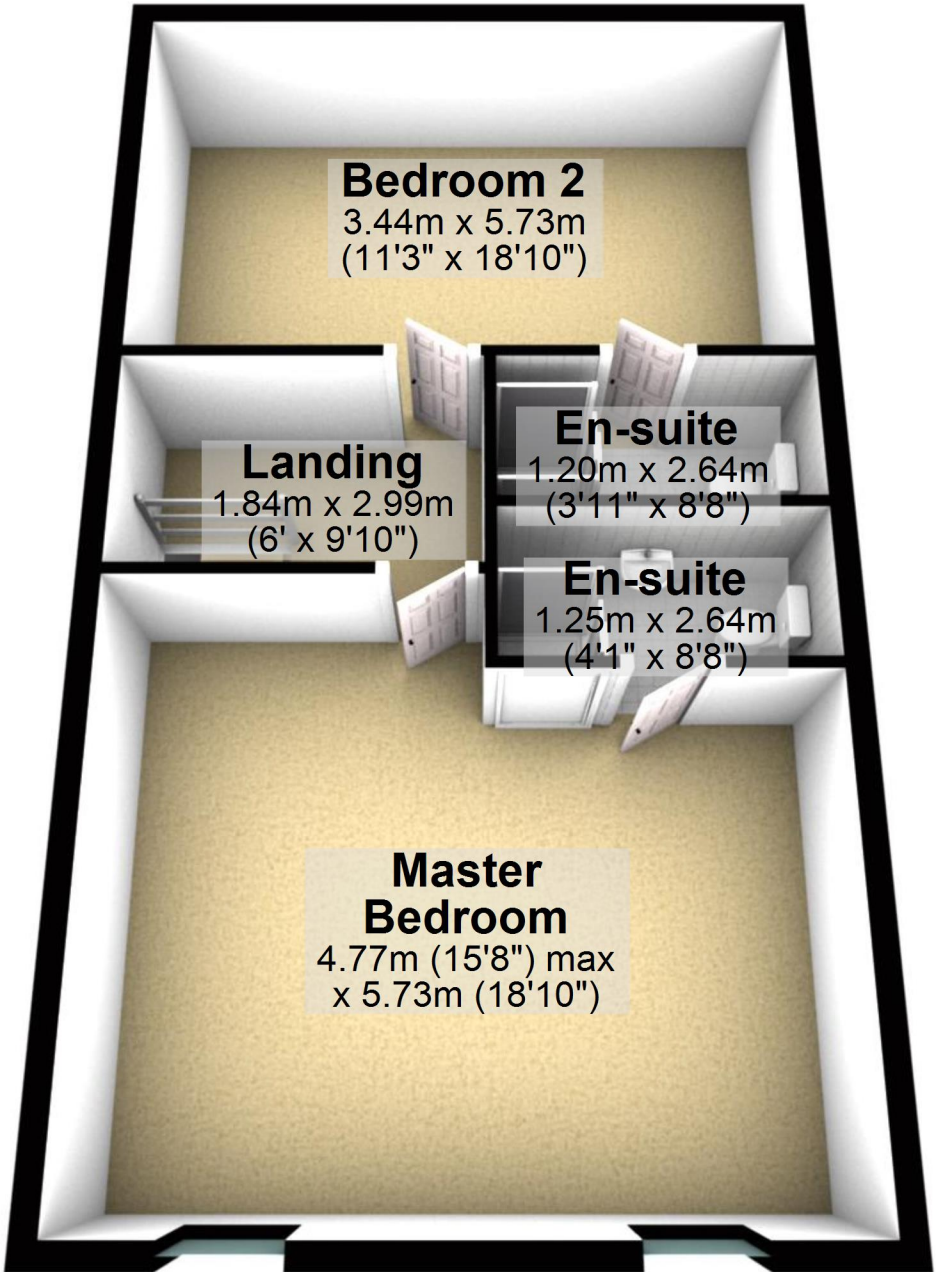 Bedroom 2
3.44m x 5.73m
(11'3" x 18'10")
Landing
1.84m x 2.99m
(6' x 9'10")
En-suite
1.20m x 2.64m
(3'11" x 8'8")
En-suite
1.25m x 2.64m
(4'1" x 8'8")
Master
Bedroom
4.77m (15'8") max
x 5.73m (18'10")